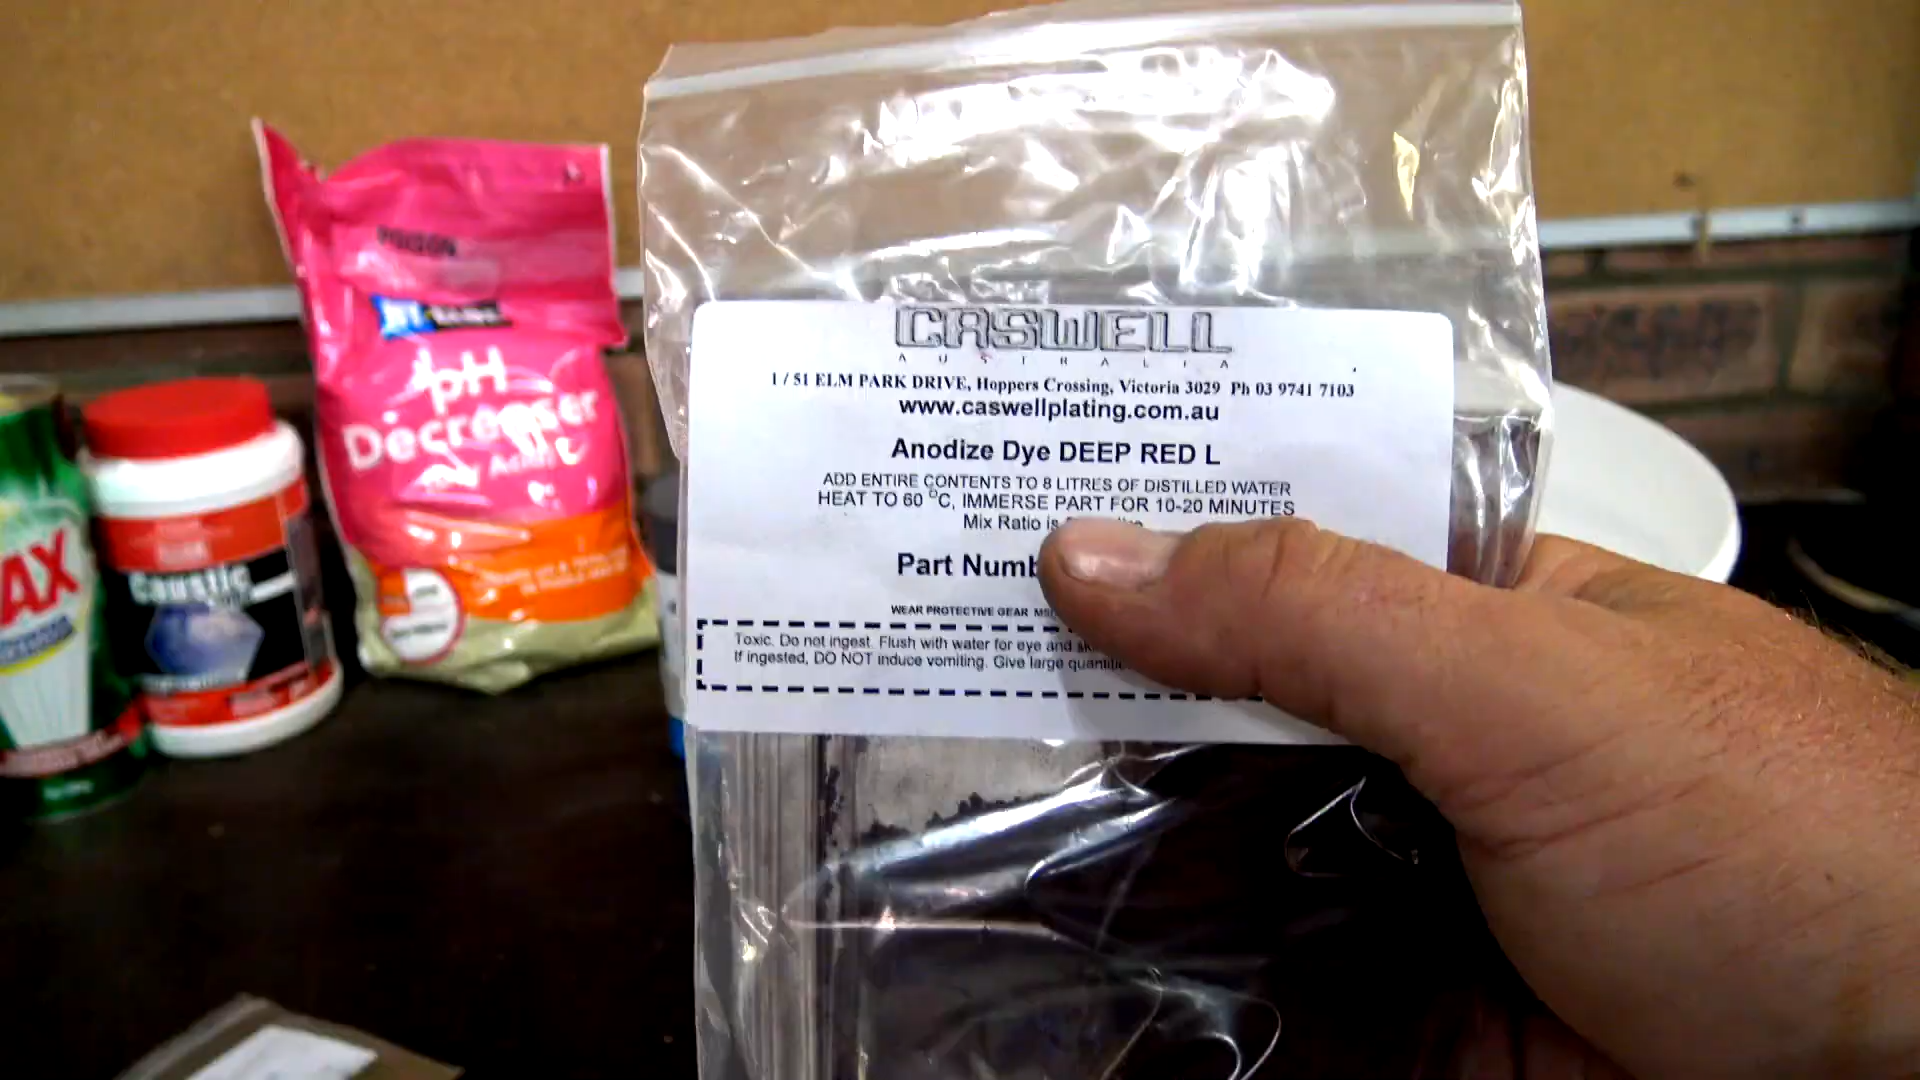 POISON
pH
Decreaser
Dry Acid
AX
Caustic
CASWELL
AUSTRALIA
1 / 51 ELM PARK DRIVE, Hoppers Crossing, Victoria 3029 Ph 03 9741 7103
www.caswellplating.com.au
Anodize Dye DEEP RED L
ADD ENTIRE CONTENTS TO 8 LITRES OF DISTILLED WATER
HEAT TO 60 °C, IMMERSE PART FOR 10-20 MINUTES
Mix Ratio is
Part Numb
WEAR PROTECTIVE GEAR
Toxic. Do not ingest. Flush with water for eye and
If ingested, DO NOT induce vomiting. Give large